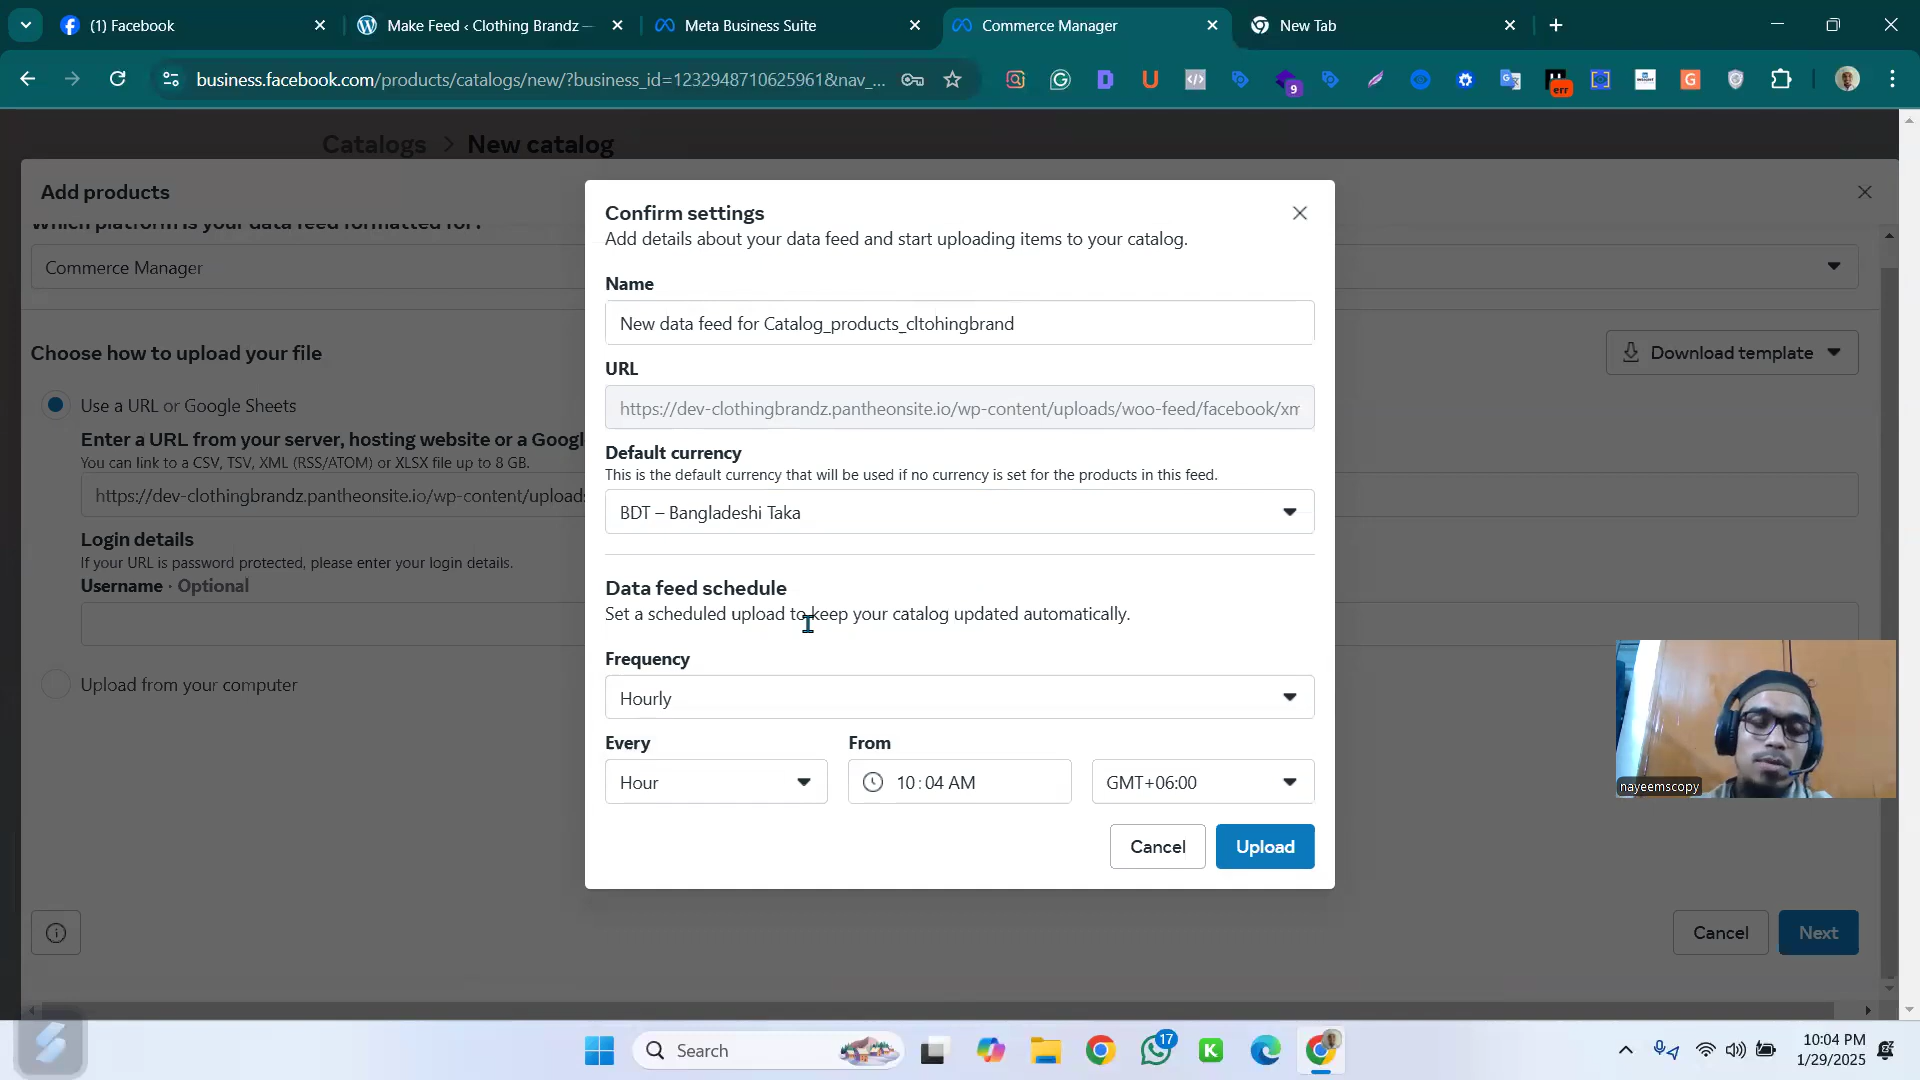 (1) Facebook
Make Feed ‹ Clothing Brandz —
Meta Business Suite
Commerce Manager
New Tab
business.facebook.com/products/catalogs/new/?business_id=1232948710625961&nav_...
9
err
Catalogs > New catalog
Add products
Which platform is your data feed formatted for?
Commerce Manager
Choose how to upload your file
Download template
Use a URL or Google Sheets
Enter a URL from your server, hosting website or a Googl
You can link to a CSV, TSV, XML (RSS/ATOM) or XLSX file up to 8 GB.
https://dev-clothingbrandz.pantheonsite.io/wp-content/uploads
Login details
If your URL is password protected, please enter your login details.
Username · Optional
Upload from your computer
Cancel
Next
Confirm settings
Add details about your data feed and start uploading items to your catalog.
Name
New data feed for Catalog_products_cltohingbrand
URL
https://dev-clothingbrandz.pantheonsite.io/wp-content/uploads/woo-feed/facebook/xm
Default currency
This is the default currency that will be used if no currency is set for the products in this feed.
BDT – Bangladeshi Taka
Data feed schedule
Set a scheduled upload to keep your catalog updated automatically.
Frequency
Hourly
Every
From
Hour
10:04 AM
GMT+06:00
Cancel
Upload
nayeemscopy
Search
17
10:04 PM
1/29/2025